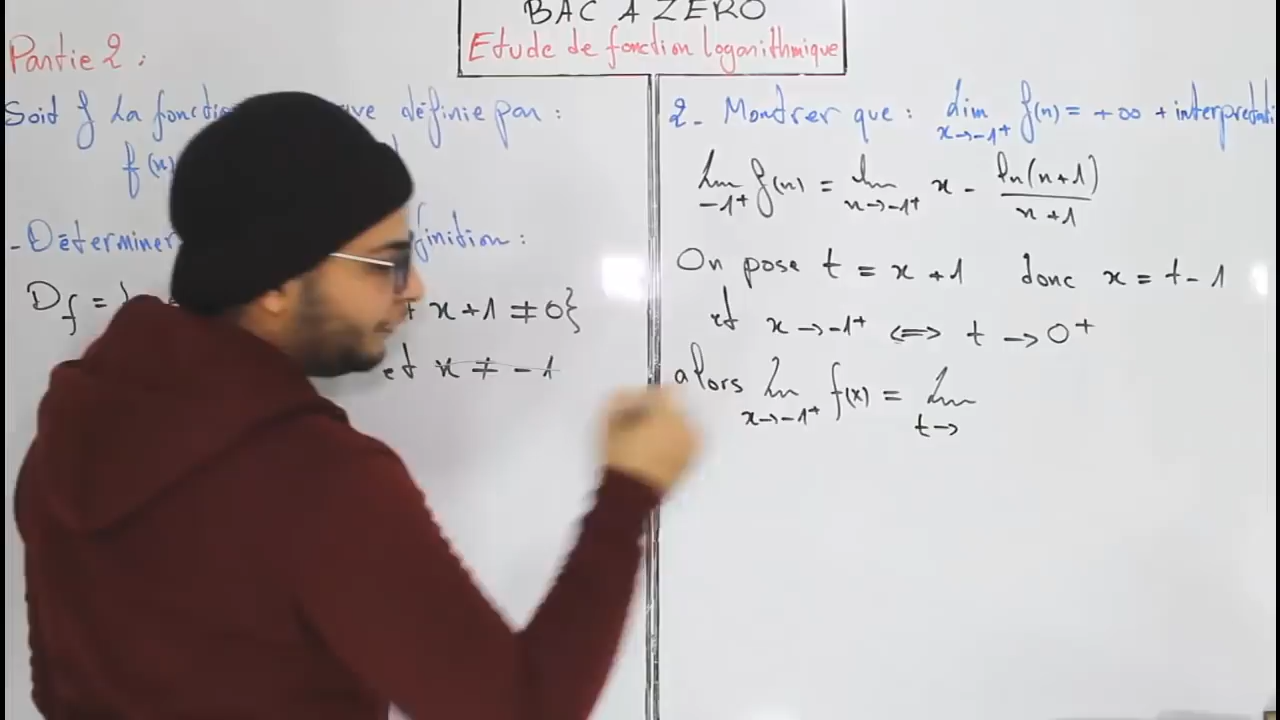 BAC A ZERO
Etude de fonction logarithmique
Partie 2 :
Soit f La fonction définie par :
f(x)
- Déterminer finition :
Df = x+1 ≠ 0}
et x ≠ -1
2- Montrer que : lim x→-1+ f(x) = +∞ + interpretati
lim -1+ f(x) = lim x→-1+ x - ln(x+1)/x+1
On pose t = x+1 donc x = t-1
et x→-1+ ⟺ t → 0+
alors lim x→-1+ f(x) = lim t→